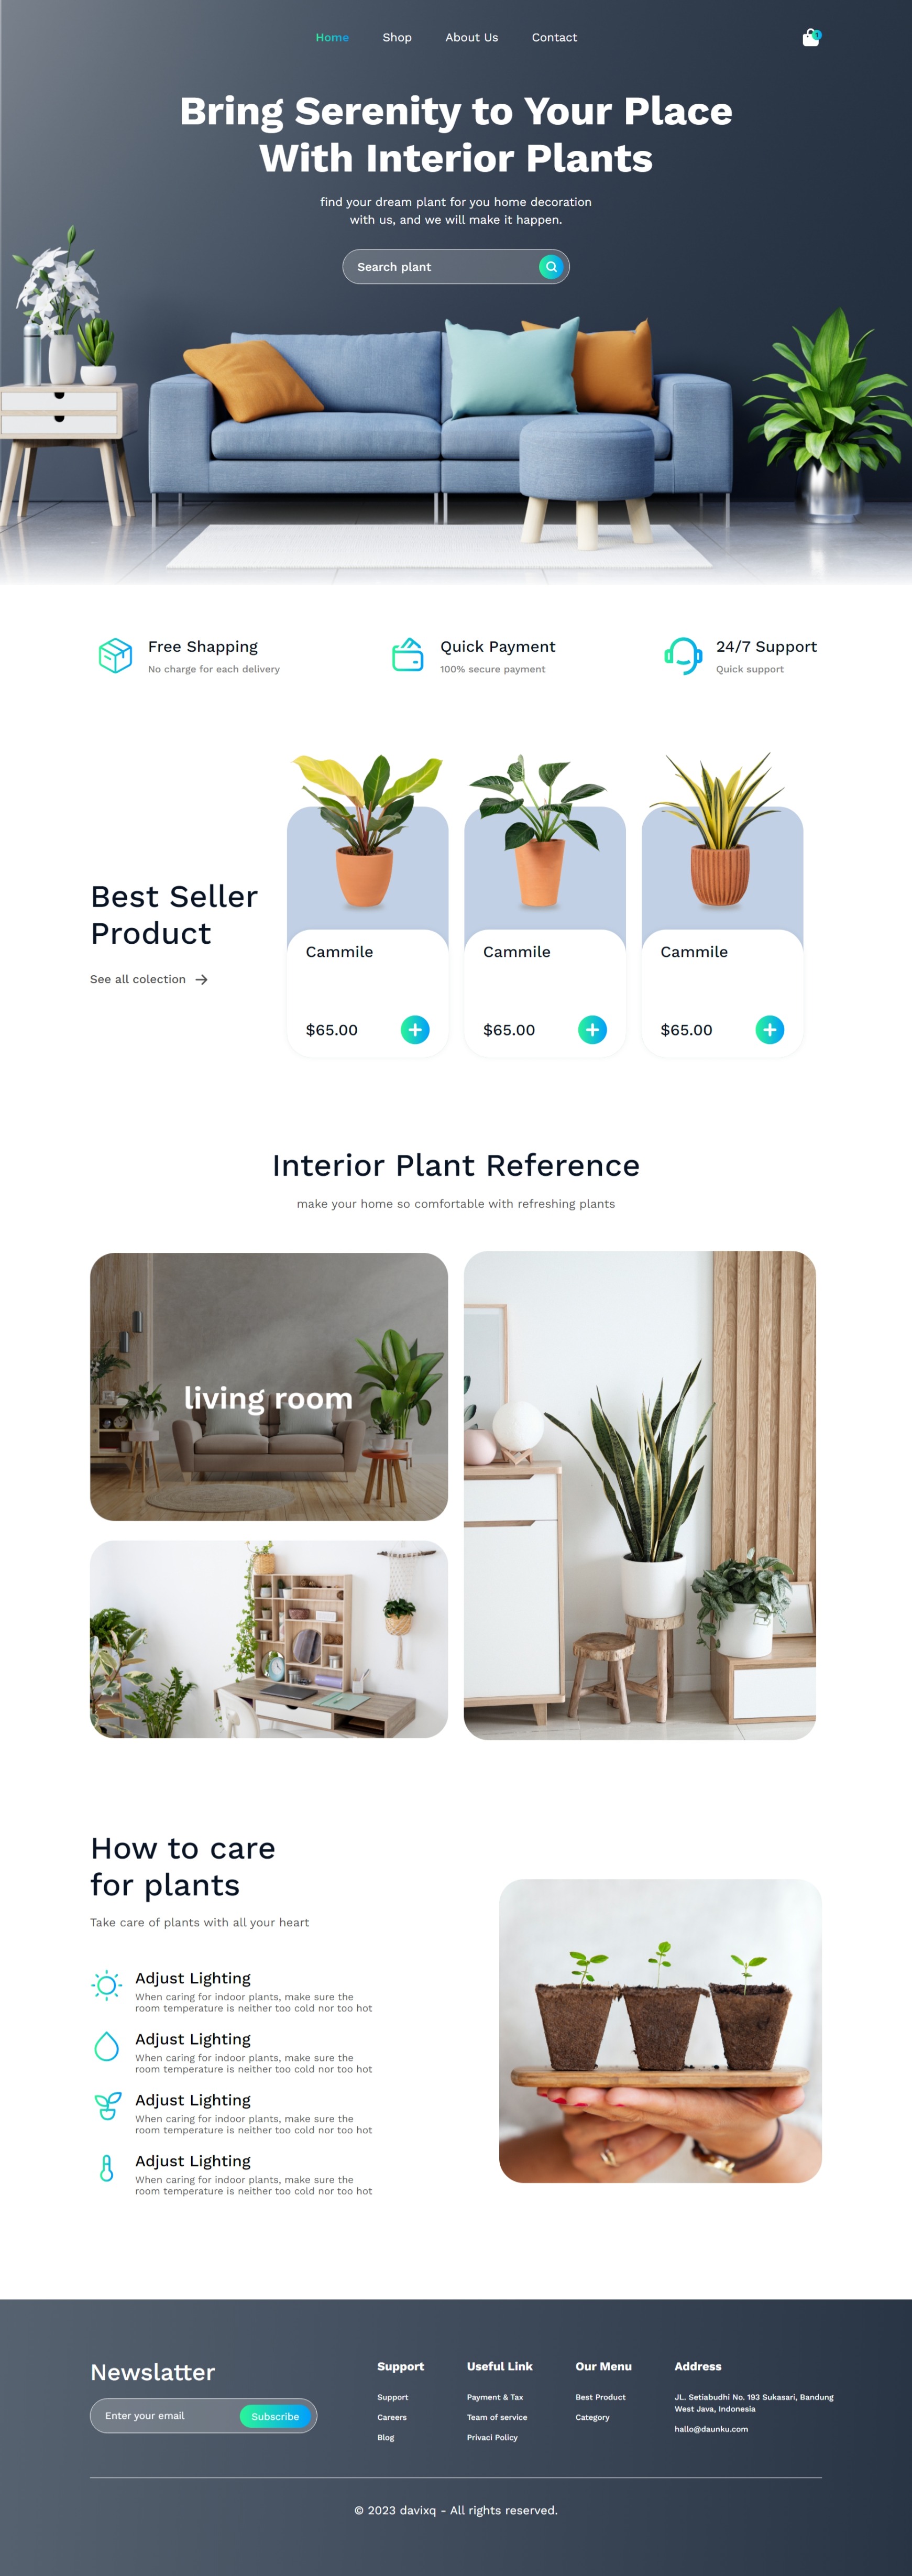 Home
Shop
About Us
Contact
1
Bring Serenity to Your Place
With Interior Plants
find your dream plant for you home decoration
with us, and we will make it happen.
Search plant
Free Shapping
No charge for each delivery
Quick Payment
100% secure payment
24/7 Support
Quick support
Best Seller
Product
See all colection
Cammile
$65.00
Cammile
$65.00
Cammile
$65.00
Interior Plant Reference
make your home so comfortable with refreshing plants
living room
How to care
for plants
Take care of plants with all your heart
Adjust Lighting
When caring for indoor plants, make sure the
room temperature is neither too cold nor too hot
Adjust Lighting
When caring for indoor plants, make sure the
room temperature is neither too cold nor too hot
Adjust Lighting
When caring for indoor plants, make sure the
room temperature is neither too cold nor too hot
Adjust Lighting
When caring for indoor plants, make sure the
room temperature is neither too cold nor too hot
Newslatter
Enter your email
Subscribe
Support
Support
Careers
Blog
Useful Link
Payment & Tax
Team of service
Privaci Policy
Our Menu
Best Product
Category
Address
JL. Setiabudhi No. 193 Sukasari, Bandung
West Java, Indonesia
hallo@daunku.com
© 2023 davixq - All rights reserved.